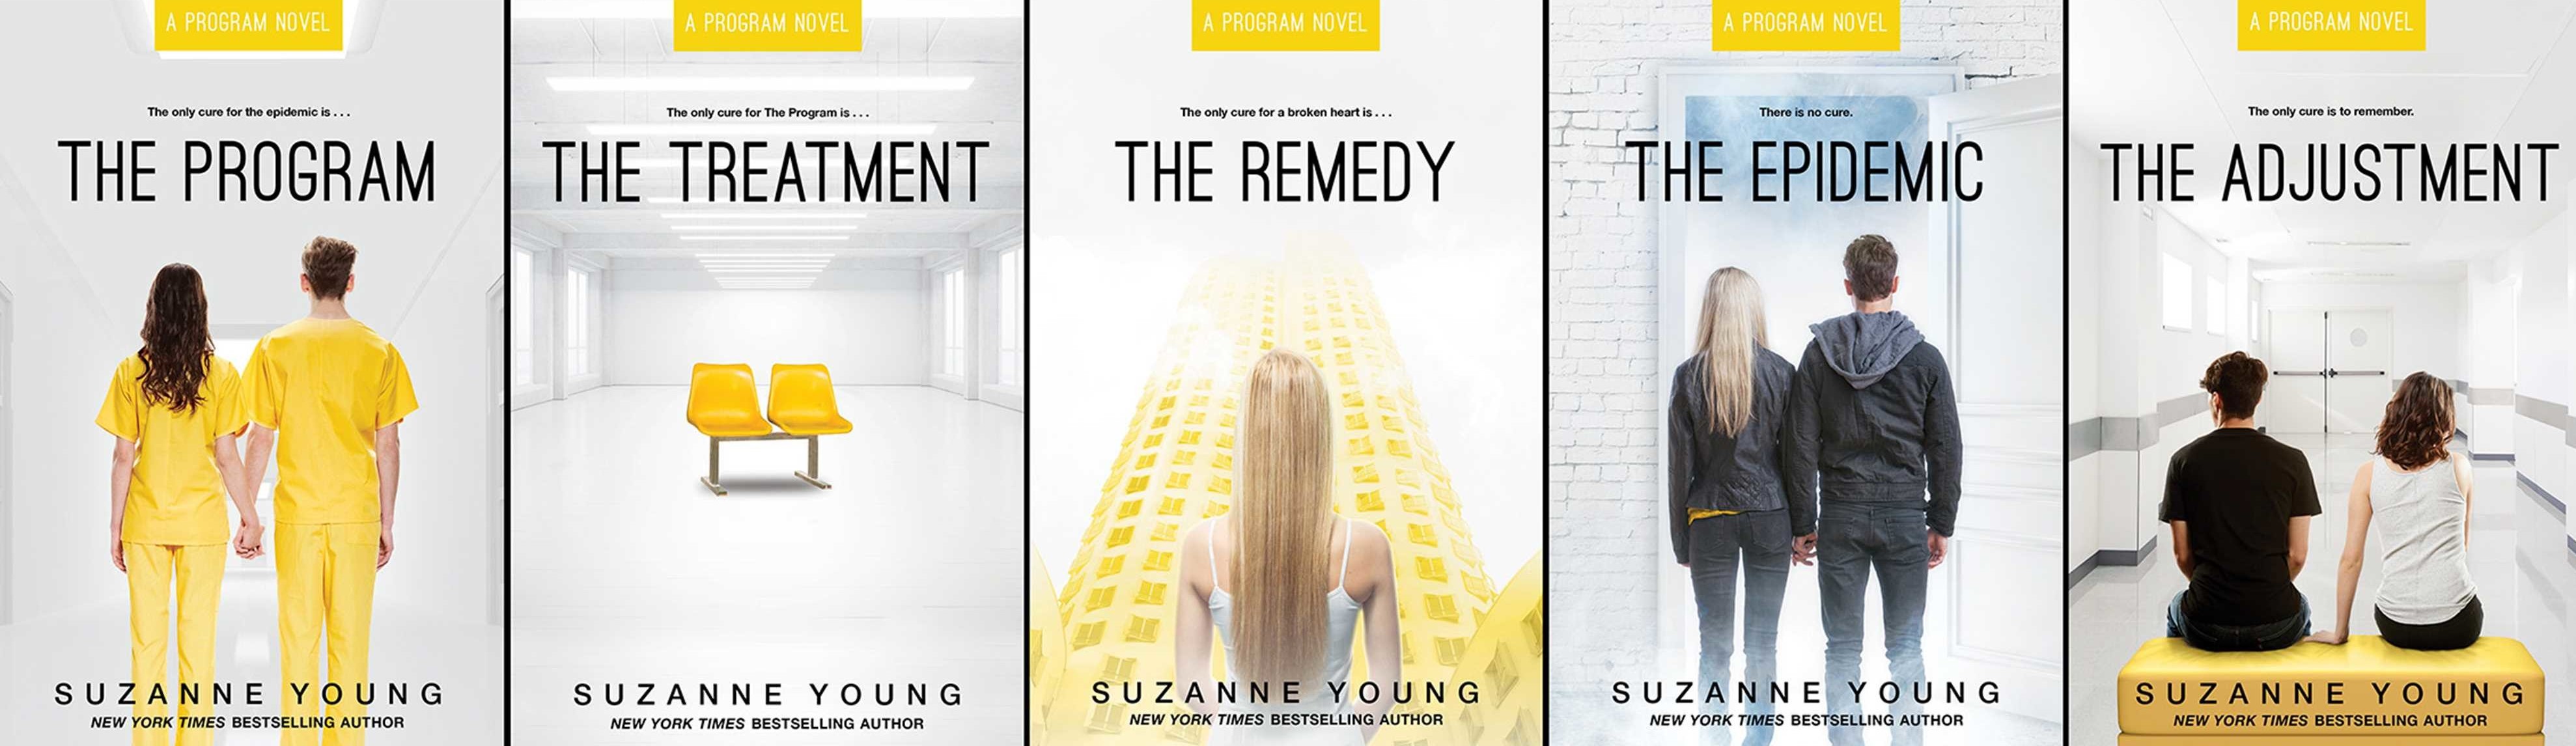 A PROGRAM NOVEL
The only cure for the epidemic is . . .
THE PROGRAM
SUZANNE YOUNG
NEW YORK TIMES BESTSELLING AUTHOR
A PROGRAM NOVEL
The only cure for The Program is . . .
THE TREATMENT
SUZANNE YOUNG
NEW YORK TIMES BESTSELLING AUTHOR
A PROGRAM NOVEL
The only cure for a broken heart is . . .
THE REMEDY
SUZANNE YOUNG
NEW YORK TIMES BESTSELLING AUTHOR
A PROGRAM NOVEL
There is no cure.
THE EPIDEMIC
SUZANNE YOUNG
NEW YORK TIMES BESTSELLING AUTHOR
A PROGRAM NOVEL
The only cure is to remember.
THE ADJUSTMENT
SUZANNE YOUNG
NEW YORK TIMES BESTSELLING AUTHOR